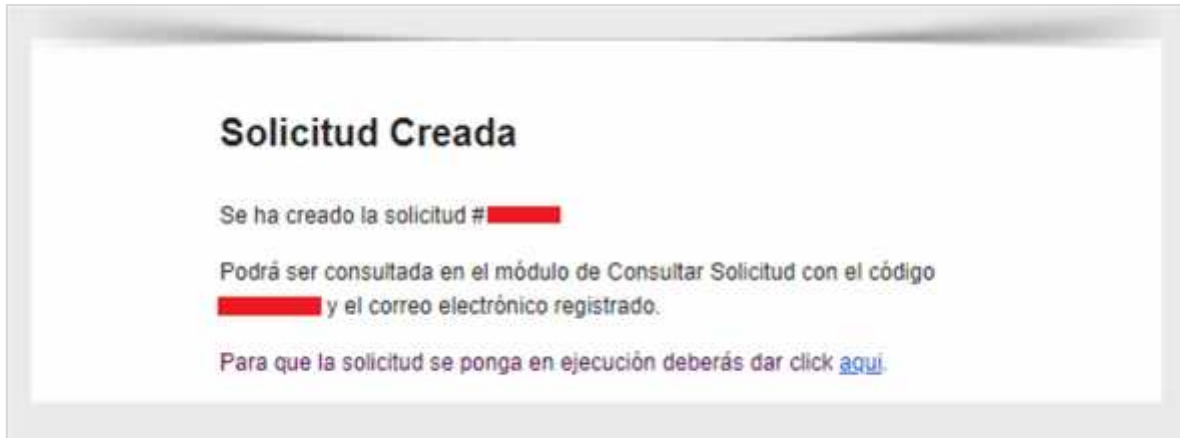 Solicitud Creada
Se ha creado la solicitud #
Podrá ser consultada en el módulo de Consultar Solicitud con el código
y el correo electrónico registrado.
Para que la solicitud se ponga en ejecución deberás dar click aquí.